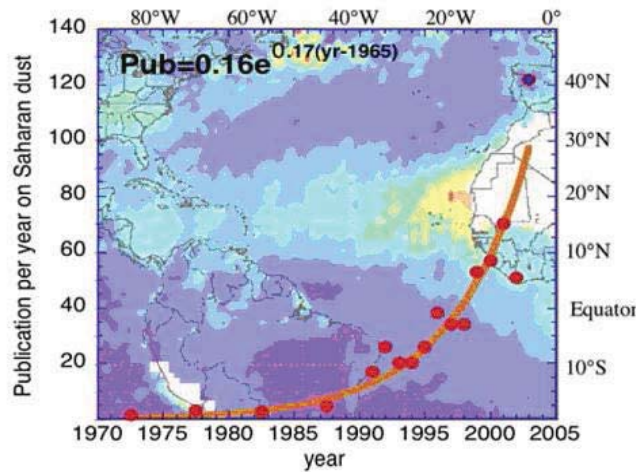 80°W 60°W 40°W 20°W 0°
140
120
100
80
60
40
20
Publication per year on Saharan dust
Pub=0.16e^0.17(yr-1965)
40°N
30°N
20°N
10°N
Equator
10°S
1970 1975 1980 1985 1990 1995 2000 2005
year